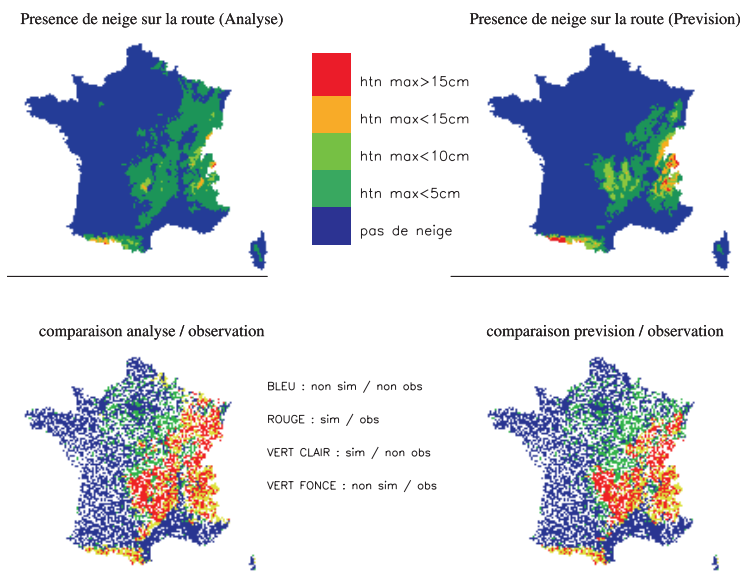 Presence de neige sur la route (Analyse)
Presence de neige sur la route (Prevision)
htn max>15cm
htn max<15cm
htn max<10cm
htn max<5cm
pas de neige
comparaison analyse / observation
comparaison prevision / observation
BLEU : non sim / non obs
ROUGE : sim / obs
VERT CLAIR : sim / non obs
VERT FONCE : non sim / obs